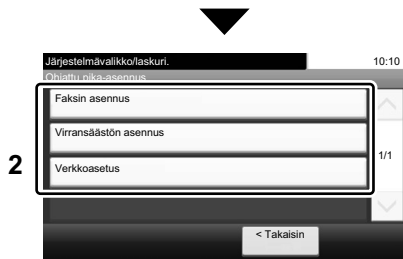 Järjestelmävalikko/laskuri.
10:10
Ohjattu pika-asennus
Faksin asennus
Virransäästön asennus
1/1
2
Verkkoasetus
< Takaisin